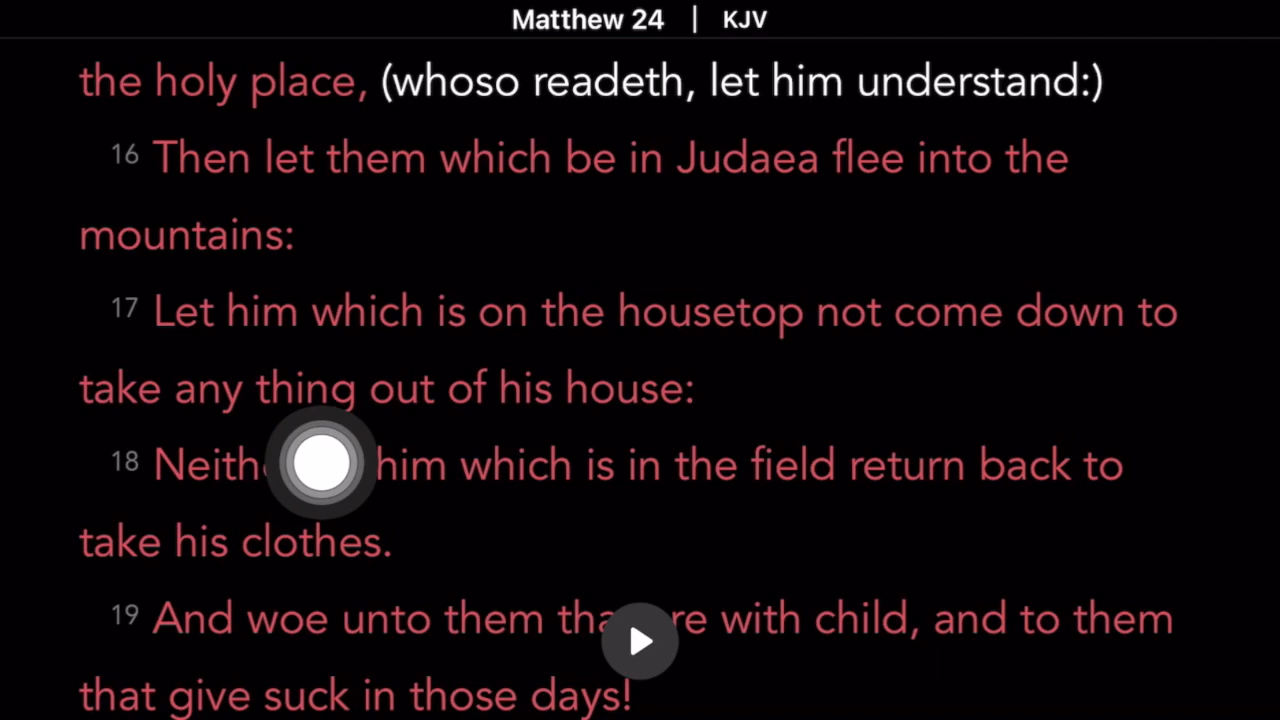 Matthew 24 | KJV
the holy place, (whoso readeth, let him understand:)
16 Then let them which be in Judaea flee into the
mountains:
17 Let him which is on the housetop not come down to
take any thing out of his house:
18 him which is in the field return back to
take his clothes.
19 And woe unto them with child, and to them
that give suck in those days!